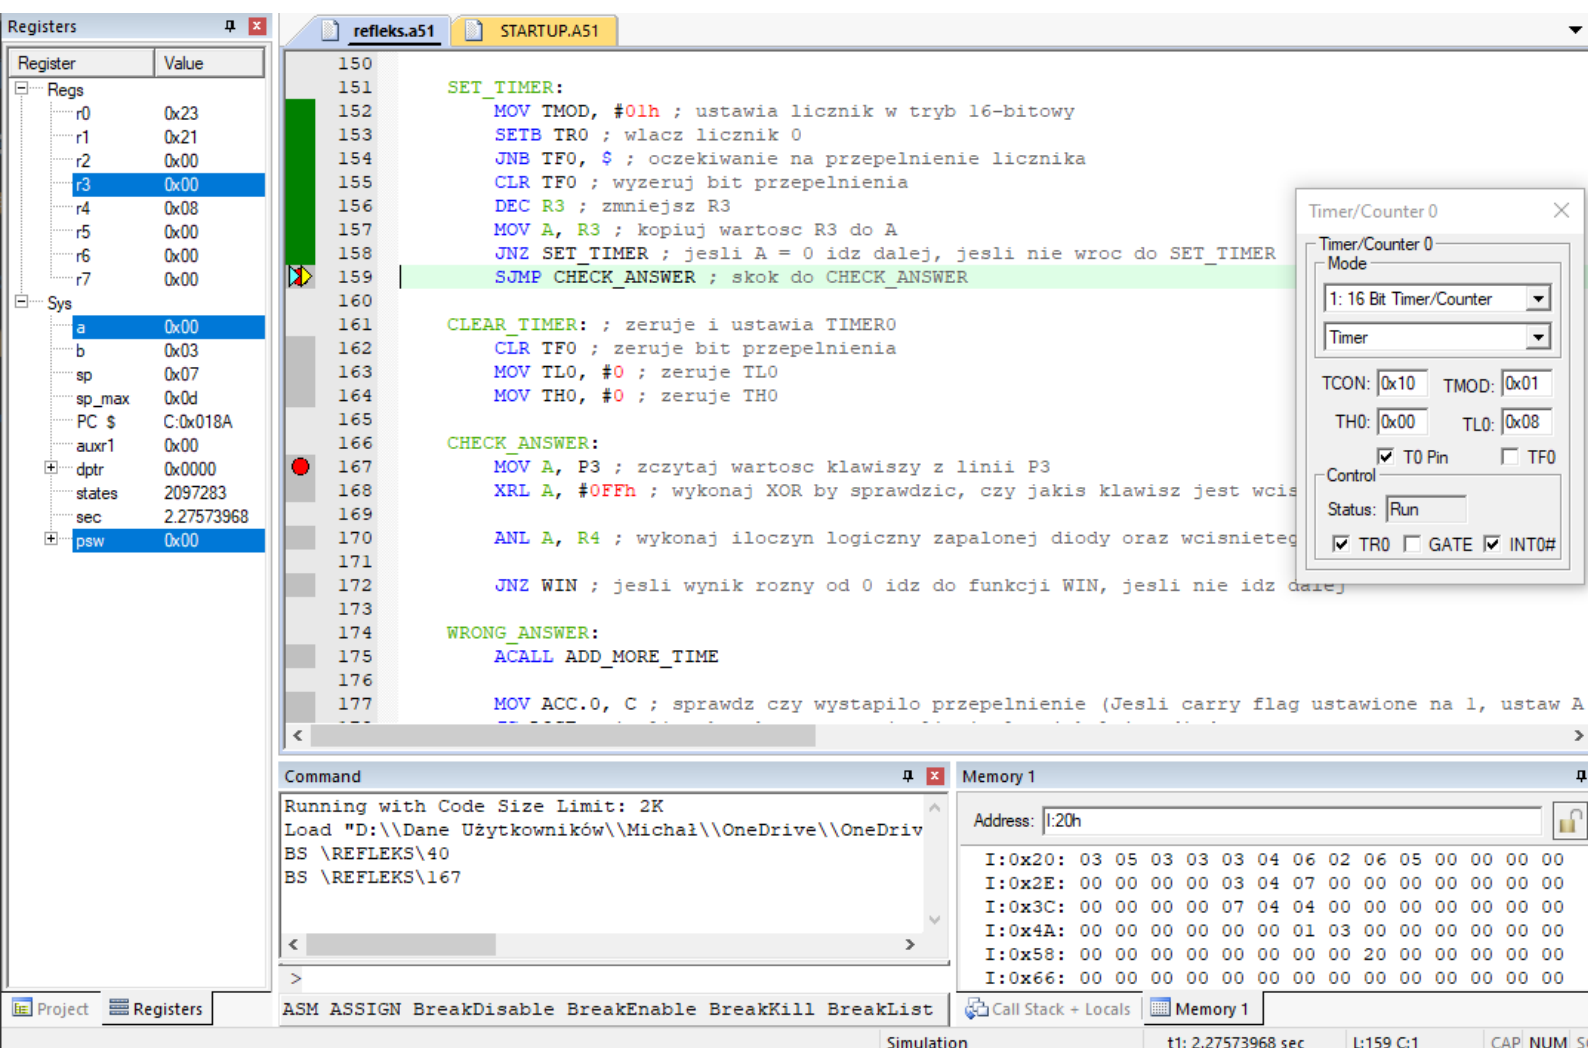 Registers
Register Value
Regs
r0 0x23
r1 0x21
r2 0x00
r3 0x00
r4 0x08
r5 0x00
r6 0x00
r7 0x00
Sys
a 0x00
b 0x03
sp 0x07
sp_max 0x0d
PC $ C:0x018A
auxr1 0x00
dptr 0x0000
states 2097283
sec 2.27573968
psw 0x00
Project Registers
refleks.a51 STARTUP.A51
150
151 SET_TIMER:
152 MOV TMOD, #01h ; ustawia licznik w tryb 16-bitowy
153 SETB TR0 ; wlacz licznik 0
154 JNB TF0, $ ; oczekiwanie na przepelnienie licznika
155 CLR TF0 ; wyzeruj bit przepelnienia
156 DEC R3 ; zmniejsz R3
157 MOV A, R3 ; kopiuj wartosc R3 do A
158 JNZ SET_TIMER ; jesli A = 0 idz dalej, jesli nie wroc do SET_TIMER
159 SJMP CHECK_ANSWER ; skok do CHECK_ANSWER
160
161 CLEAR_TIMER: ; zeruje i ustawia TIMER0
162 CLR TF0 ; zeruje bit przepelnienia
163 MOV TL0, #0 ; zeruje TL0
164 MOV TH0, #0 ; zeruje TH0
165
166 CHECK_ANSWER:
167 MOV A, P3 ; zczytaj wartosc klawiszy z linii P3
168 XRL A, #0FFh ; wykonaj XOR by sprawdzic, czy jakis klawisz jest wcis
169
170 ANL A, R4 ; wykonaj iloczyn logiczny zapalonej diody oraz wcisnieteg
171
172 JNZ WIN ; jesli wynik rozny od 0 idz do funkcji WIN, jesli nie idz dalej
173
174 WRONG_ANSWER:
175 ACALL ADD_MORE_TIME
176
177 MOV ACC.0, C ; sprawdz czy wystapilo przepelnienie (Jesli carry flag ustawione na 1, ustaw A
Timer/Counter 0
Timer/Counter 0
Mode
1: 16 Bit Timer/Counter
Timer
TCON: 0x10 TMOD: 0x01
TH0: 0x00 TL0: 0x08
T0 Pin TF0
Control
Status: Run
TR0 GATE INT0#
Command
Running with Code Size Limit: 2K
Load "D:\\Dane Użytkowników\\Michał\\OneDrive\\OneDriv
BS \REFLEKS\40
BS \REFLEKS\167
>
ASM ASSIGN BreakDisable BreakEnable BreakKill BreakList
Memory 1
Address: I:20h
I:0x20: 03 05 03 03 03 04 06 02 06 05 00 00 00 00
I:0x2E: 00 00 00 00 03 04 07 00 00 00 00 00 00 00
I:0x3C: 00 00 00 00 07 04 04 00 00 00 00 00 00 00
I:0x4A: 00 00 00 00 00 00 01 03 00 00 00 00 00 00
I:0x58: 00 00 00 00 00 00 00 00 20 00 00 00 00 00
I:0x66: 00 00 00 00 00 00 00 00 00 00 00 00 00 00
Call Stack + Locals Memory 1
Simulation t1: 2.27573968 sec L:159 C:1 CAP NUM